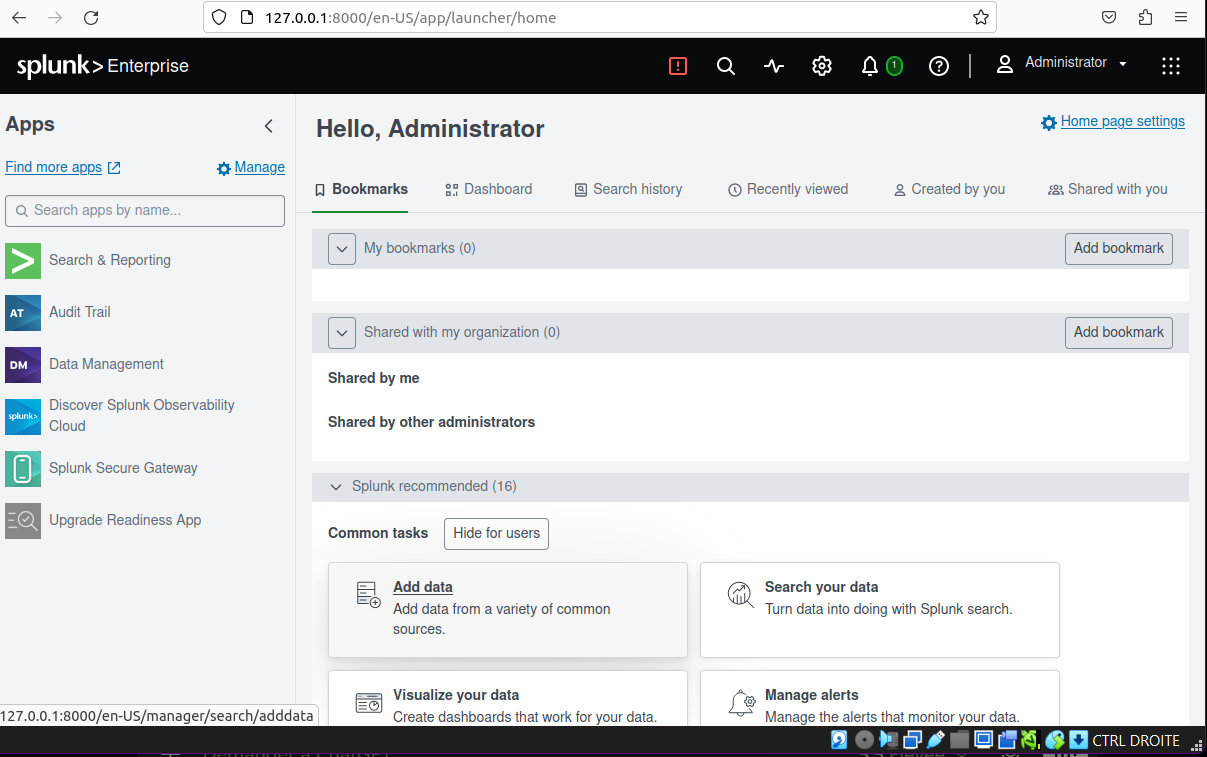 127.0.0.1:8000/en-US/app/launcher/home
splunk> Enterprise
1
Administrator
Apps
Find more apps
Manage
Search apps by name...
Search & Reporting
AT
Audit Trail
DM
Data Management
splunk>
Discover Splunk Observability
Cloud
Splunk Secure Gateway
Upgrade Readiness App
Hello, Administrator
Home page settings
Bookmarks
Dashboard
Search history
Recently viewed
Created by you
Shared with you
My bookmarks (0)
Add bookmark
Shared with my organization (0)
Add bookmark
Shared by me
Shared by other administrators
Splunk recommended (16)
Common tasks
Hide for users
Add data
Add data from a variety of common
sources.
Search your data
Turn data into doing with Splunk search.
Visualize your data
Create dashboards that work for your data.
Manage alerts
Manage the alerts that monitor your data.
127.0.0.1:8000/en-US/manager/search/adddata
CTRL DROITE